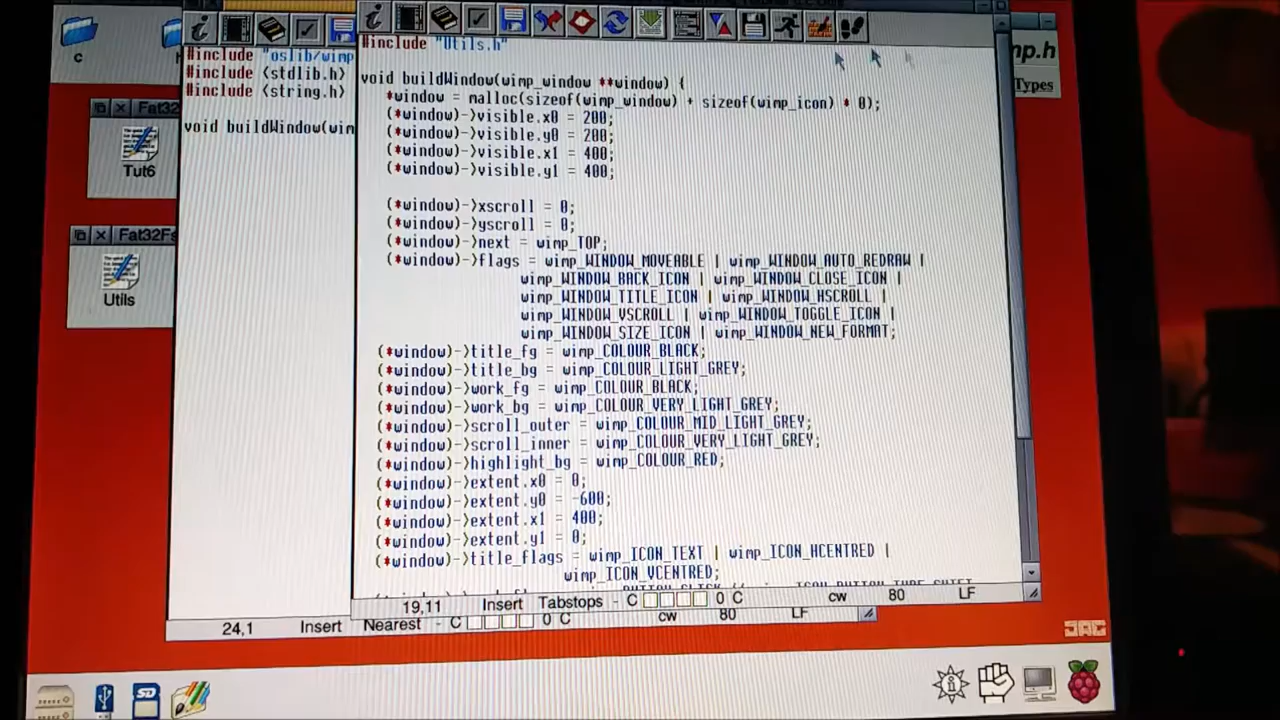 c
Fat32
Tut6
Fat32Fs
Utils
#include "oslib/wimp
#include <stdlib.h>
#include <string.h>
void buildWindow(wim
#include "Utils.h"
void buildWindow(wimp_window **window) {
*window = malloc(sizeof(wimp_window) + sizeof(wimp_icon) * 0);
(*window)->visible.x0 = 200;
(*window)->visible.y0 = 200;
(*window)->visible.x1 = 400;
(*window)->visible.y1 = 400;
(*window)->xscroll = 0;
(*window)->yscroll = 0;
(*window)->next = wimp_TOP;
(*window)->flags = wimp_WINDOW_MOVEABLE | wimp_WINDOW_AUTO_REDRAW |
wimp_WINDOW_BACK_ICON | wimp_WINDOW_CLOSE_ICON |
wimp_WINDOW_TITLE_ICON | wimp_WINDOW_HSCROLL |
wimp_WINDOW_VSCROLL | wimp_WINDOW_TOGGLE_ICON |
wimp_WINDOW_SIZE_ICON | wimp_WINDOW_NEW_FORMAT;
(*window)->title_fg = wimp_COLOUR_BLACK;
(*window)->title_bg = wimp_COLOUR_LIGHT_GREY;
(*window)->work_fg = wimp_COLOUR_BLACK;
(*window)->work_bg = wimp_COLOUR_VERY_LIGHT_GREY;
(*window)->scroll_outer = wimp_COLOUR_MID_LIGHT_GREY;
(*window)->scroll_inner = wimp_COLOUR_VERY_LIGHT_GREY;
(*window)->highlight_bg = wimp_COLOUR_RED;
(*window)->extent.x0 = 0;
(*window)->extent.y0 = -600;
(*window)->extent.x1 = 400;
(*window)->extent.y1 = 0;
(*window)->title_flags = wimp_ICON_TEXT | wimp_ICON_HCENTRED |
wimp_ICON_VCENTRED;
19,11 Insert Tabstops - C 0 C cw 80 LF
24,1 Insert Nearest - C 0 C cw 80 LF
mp.h
Types
JAG
SD